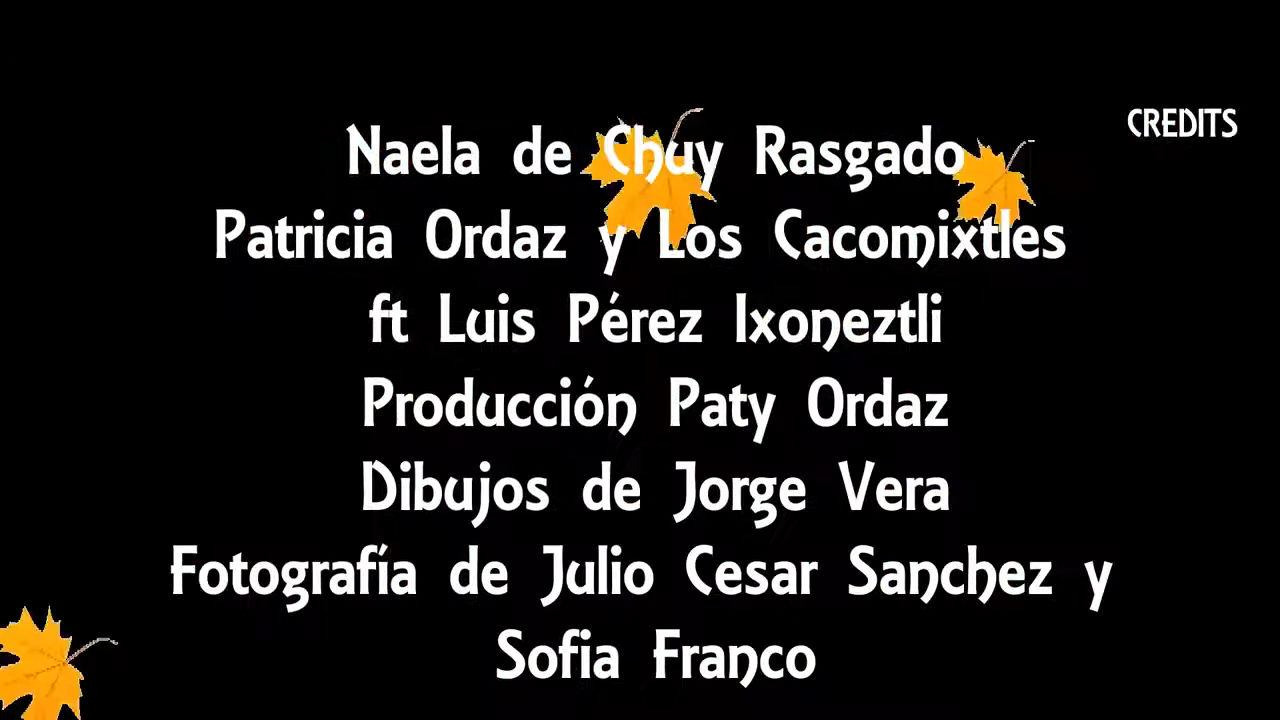 CREDITS
Naela de Chuy Rasgado
Patricia Ordaz y Los Cacomixtles
ft Luis Pérez Ixoneztli
Producción Paty Ordaz
Dibujos de Jorge Vera
Fotografía de Julio Cesar Sanchez y
Sofia Franco